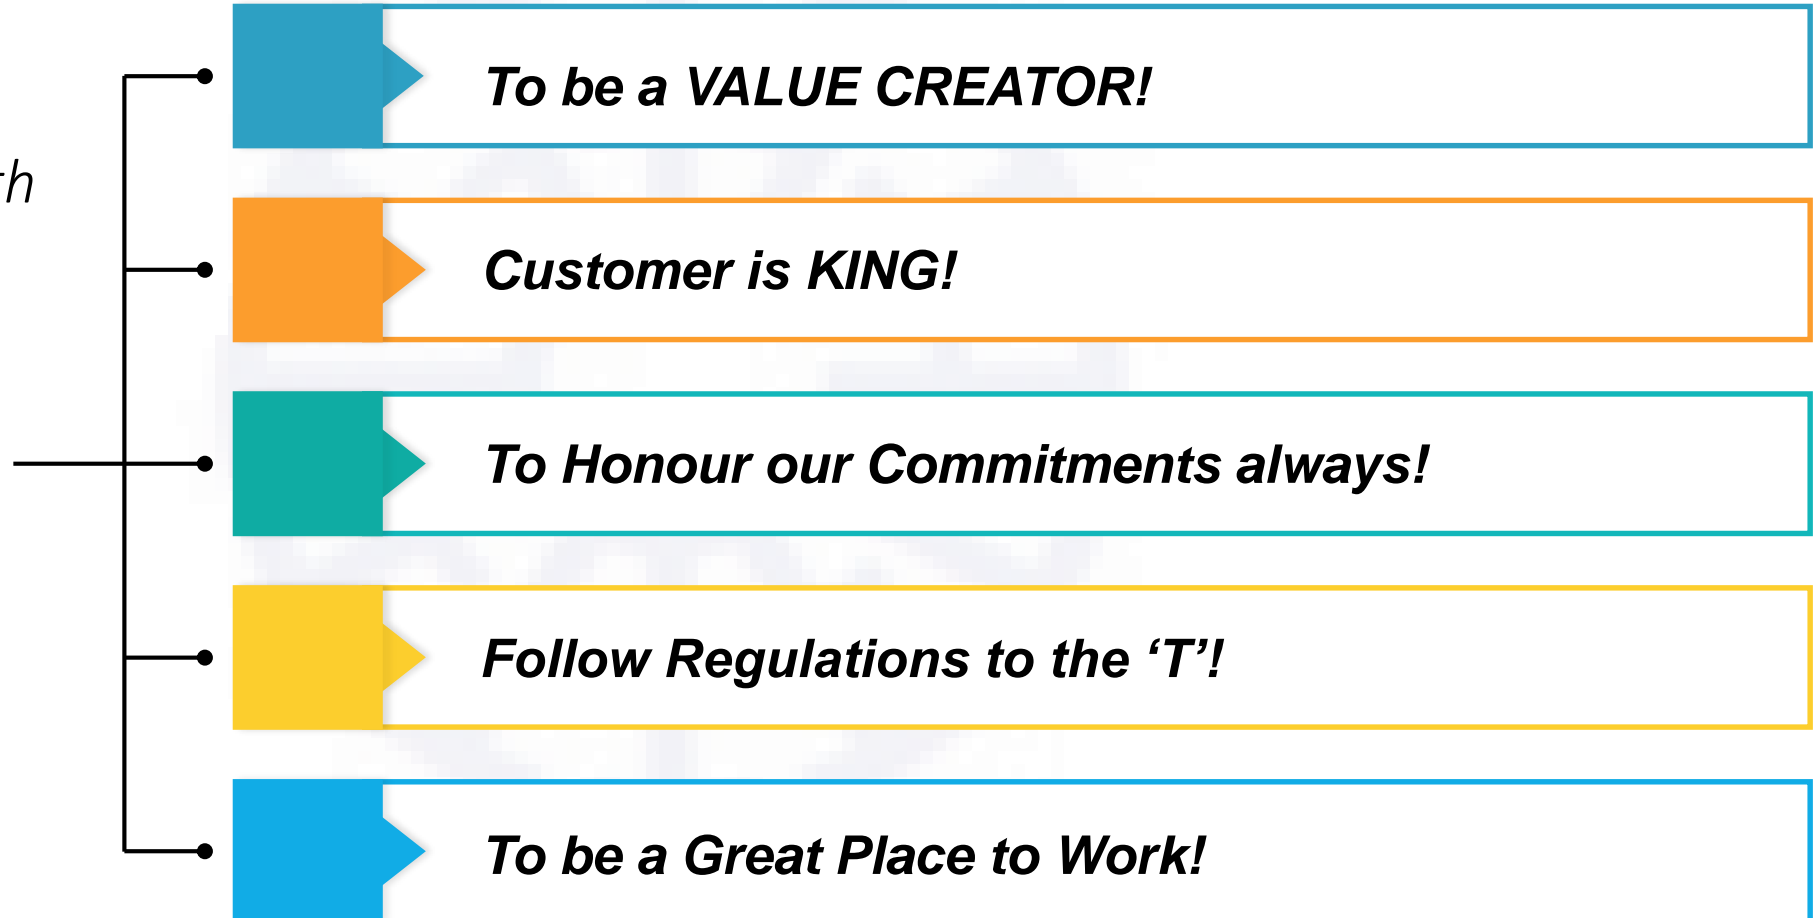 To be a VALUE CREATOR!
Customer is KING!
To Honour our Commitments always!
Follow Regulations to the ‘T’!
To be a Great Place to Work!